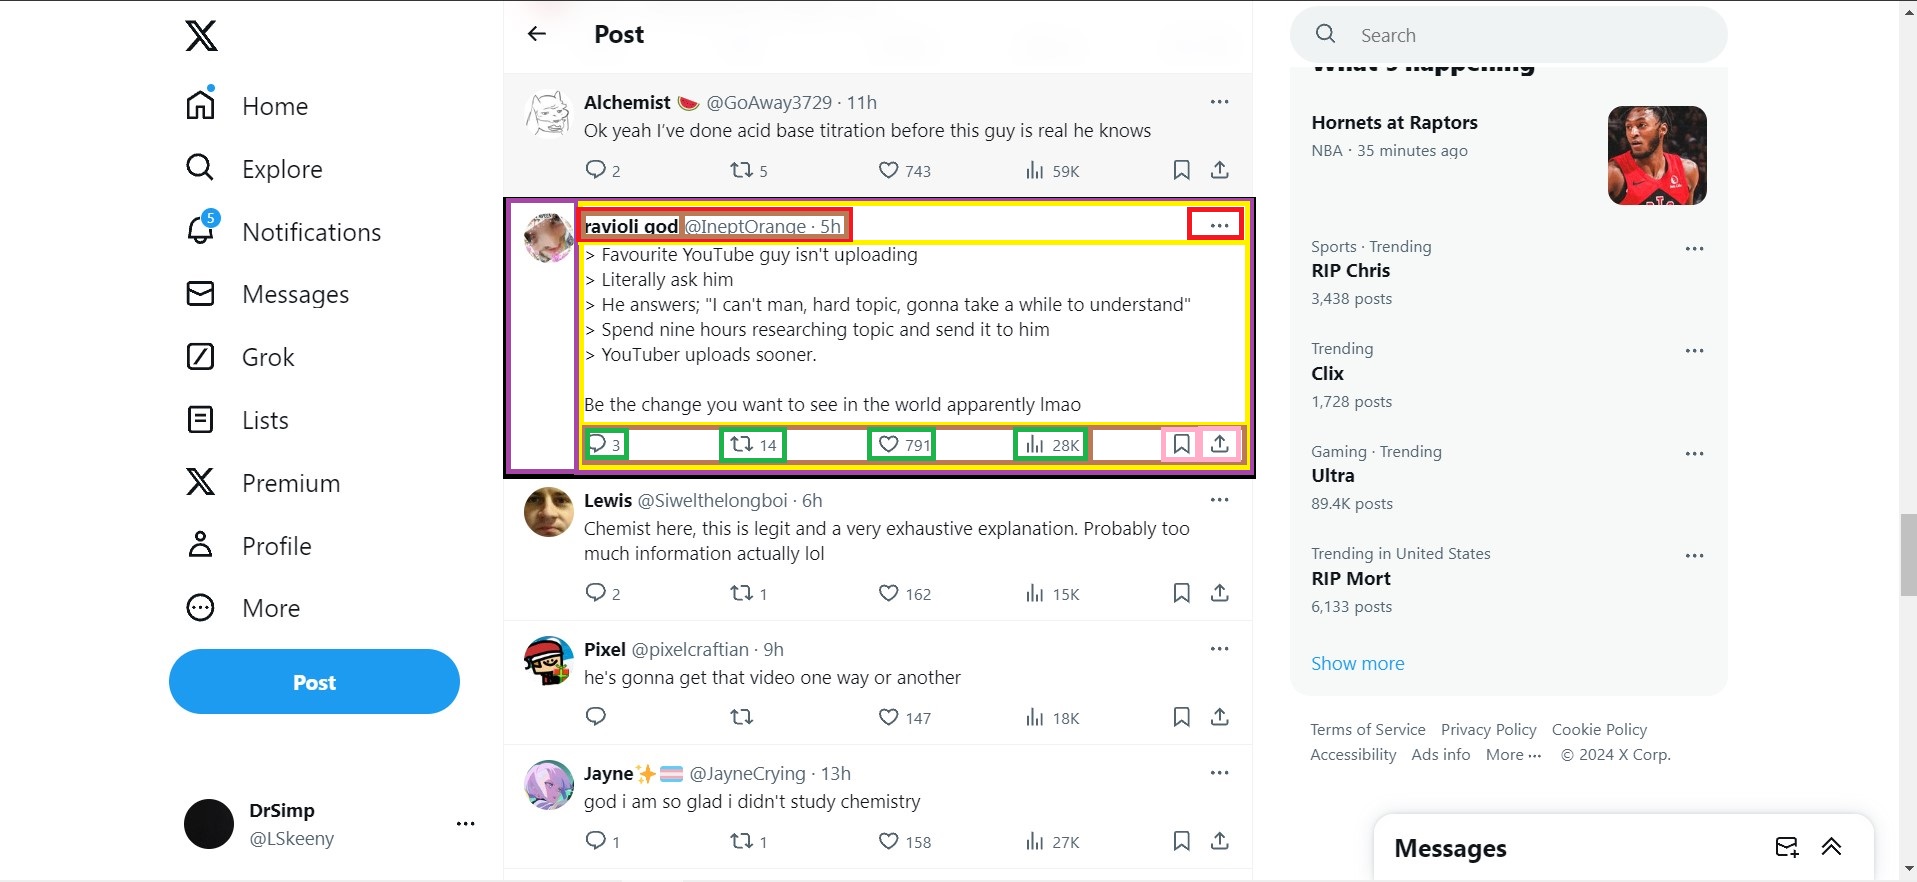 Home
Explore
5
Notifications
Messages
Grok
Lists
Premium
Profile
More
Post
DrSimp
@LSkeeny
Post
Alchemist 🍉 @GoAway3729 · 11h
Ok yeah I've done acid base titration before this guy is real he knows
2 5 743 59K
ravioli god @IneptOrange · 5h
> Favourite YouTube guy isn't uploading
> Literally ask him
> He answers; "I can't man, hard topic, gonna take a while to understand"
> Spend nine hours researching topic and send it to him
> YouTuber uploads sooner.
Be the change you want to see in the world apparently lmao
3 14 791 28K
Lewis @Siwelthelongboi · 6h
Chemist here, this is legit and a very exhaustive explanation. Probably too
much information actually lol
2 1 162 15K
Pixel @pixelcraftian · 9h
he's gonna get that video one way or another
147 18K
Jayne✨🏳️‍⚧️ @JayneCrying · 13h
god i am so glad i didn't study chemistry
1 1 158 27K
Search
What's happening
Hornets at Raptors
NBA · 35 minutes ago
Sports · Trending
RIP Chris
3,438 posts
Trending
Clix
1,728 posts
Gaming · Trending
Ultra
89.4K posts
Trending in United States
RIP Mort
6,133 posts
Show more
Terms of Service Privacy Policy Cookie Policy
Accessibility Ads info More ··· © 2024 X Corp.
Messages